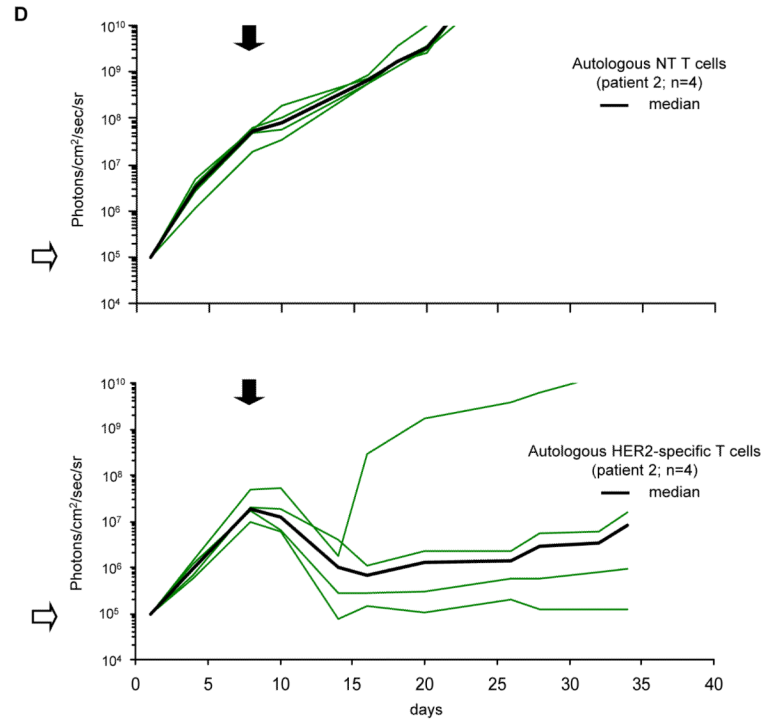 D
10¹⁰
10⁹
10⁸
10⁷
10⁶
10⁵
10⁴
Photons/cm²/sec/sr
Autologous NT T cells
(patient 2; n=4)
median
10¹⁰
10⁹
10⁸
10⁷
10⁶
10⁵
10⁴
Photons/cm²/sec/sr
Autologous HER2-specific T cells
(patient 2; n=4)
median
0 5 10 15 20 25 30 35 40
days